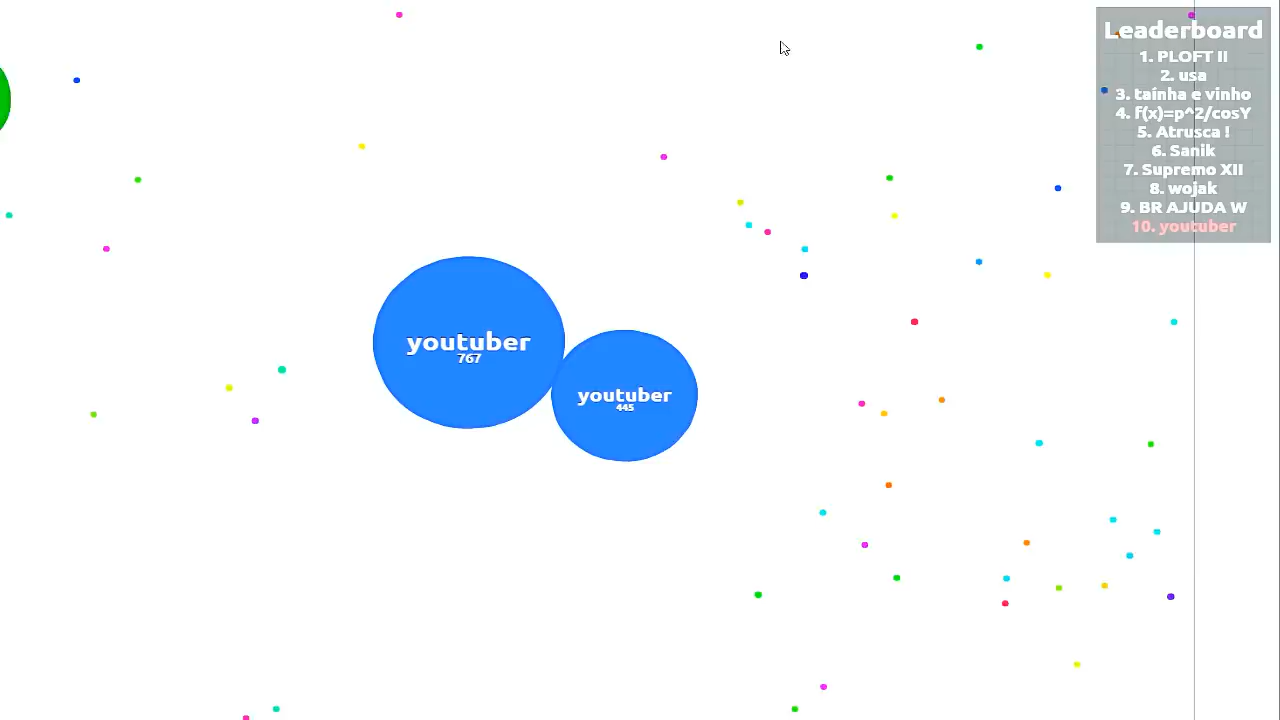 Leaderboard
1. PLOFT II
2. usa
3. taínha e vinho
4. f(x)=p^2/cosY
5. Atrusca !
6. Sanik
7. Supremo XII
8. wojak
9. BR AJUDA W
10. youtuber
youtuber
767
youtuber
445